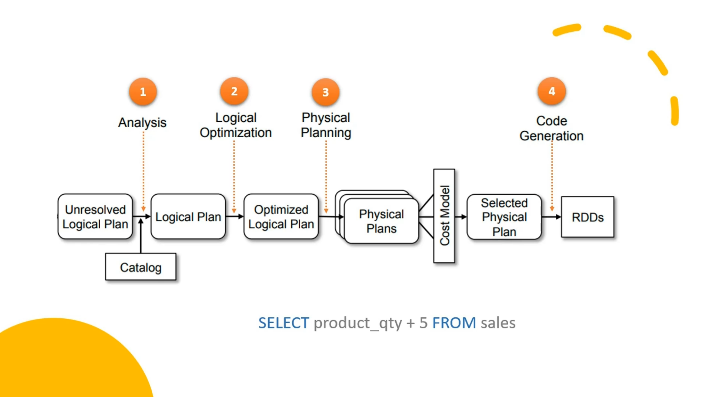 1
2
3
4
Analysis
Logical
Optimization
Physical
Planning
Code
Generation
Unresolved
Logical Plan
Logical Plan
Optimized
Logical Plan
Physical
Plans
Cost Model
Selected
Physical
Plan
RDDs
Catalog
SELECT product_qty + 5 FROM sales